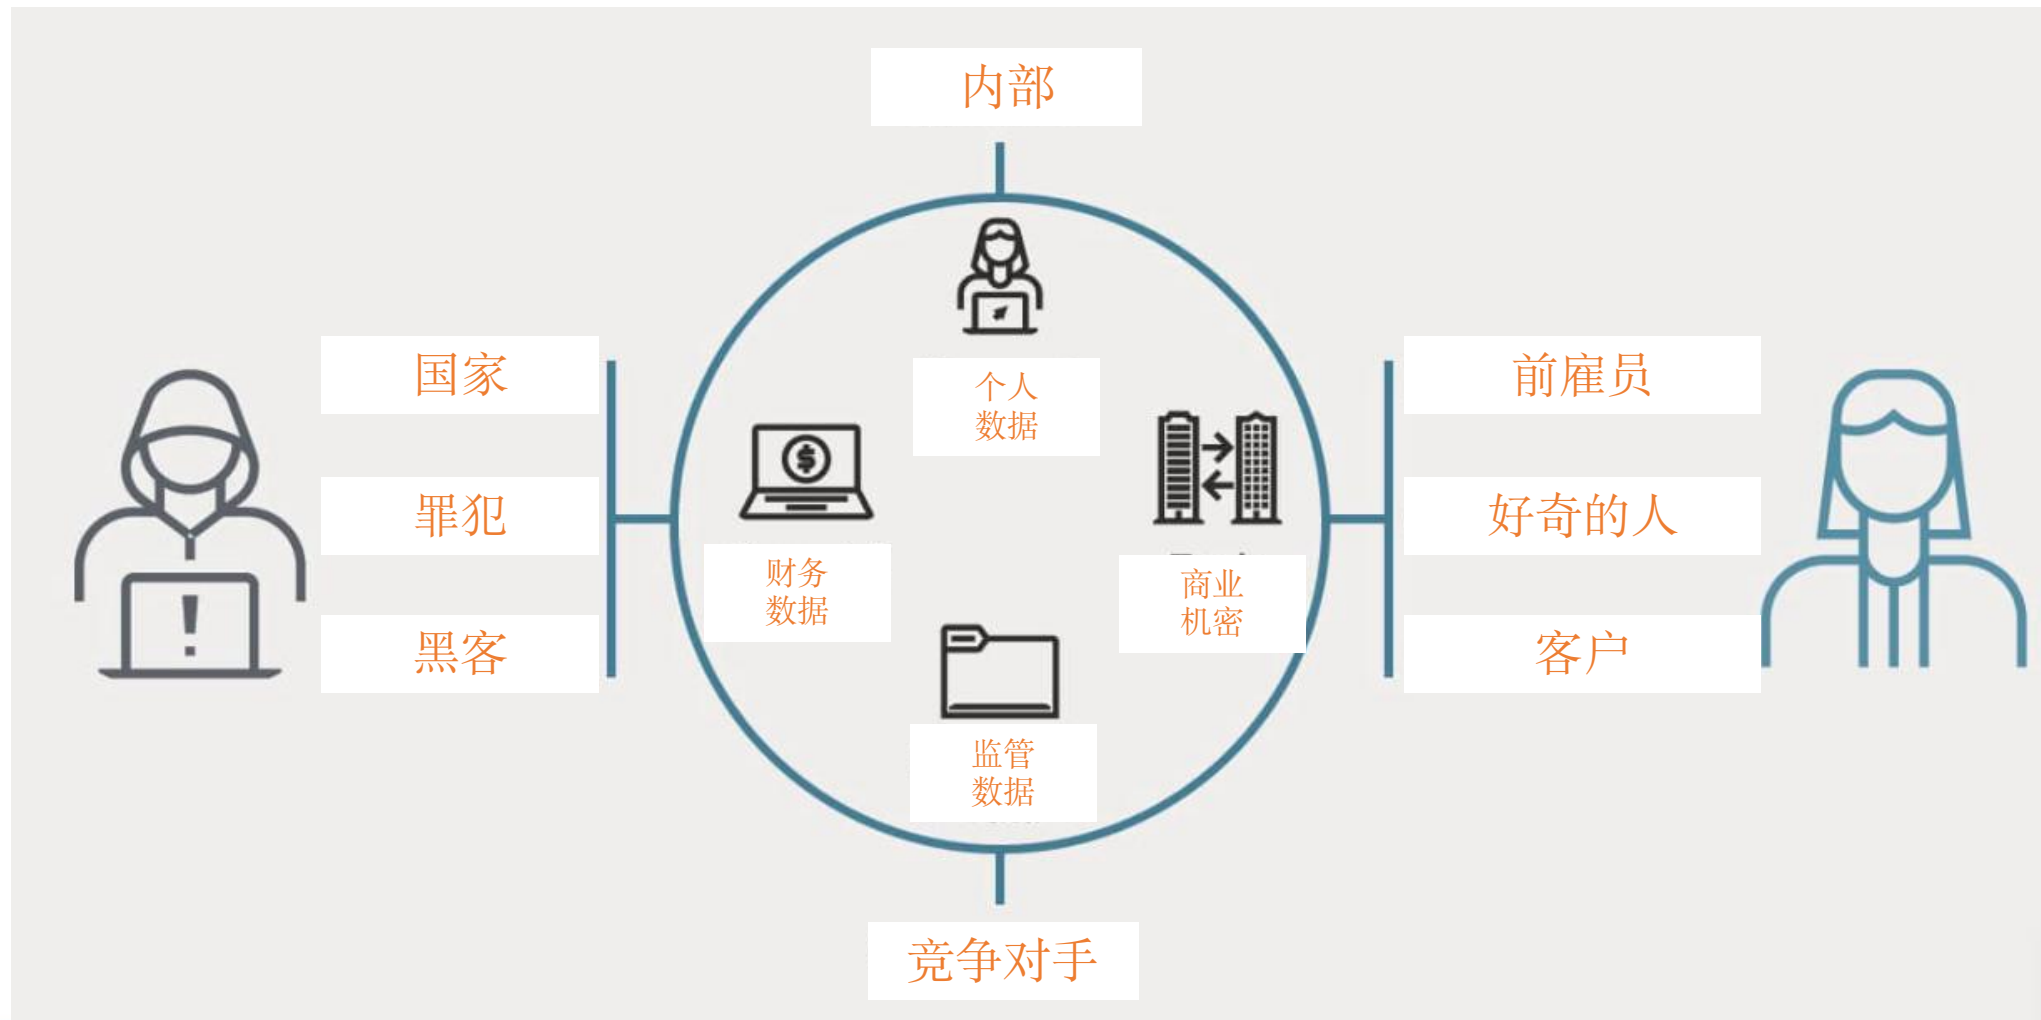 内部
国家
罪犯
黑客
个人
数据
财务
数据
商业
机密
监管
数据
前雇员
好奇的人
客户
竞争对手